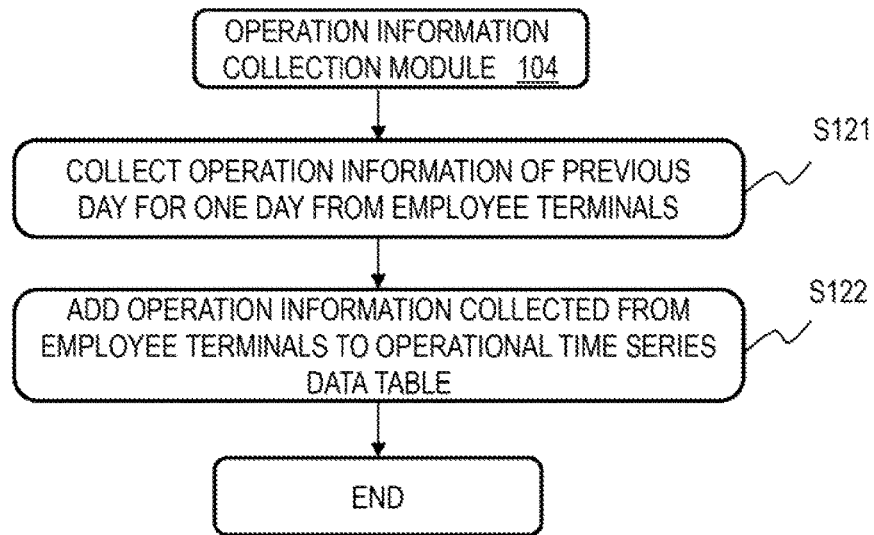 OPERATION INFORMATION
COLLECTION MODULE 104
S121
COLLECT OPERATION INFORMATION OF PREVIOUS
DAY FOR ONE DAY FROM EMPLOYEE TERMINALS
S122
ADD OPERATION INFORMATION COLLECTED FROM
EMPLOYEE TERMINALS TO OPERATIONAL TIME SERIES
DATA TABLE
END